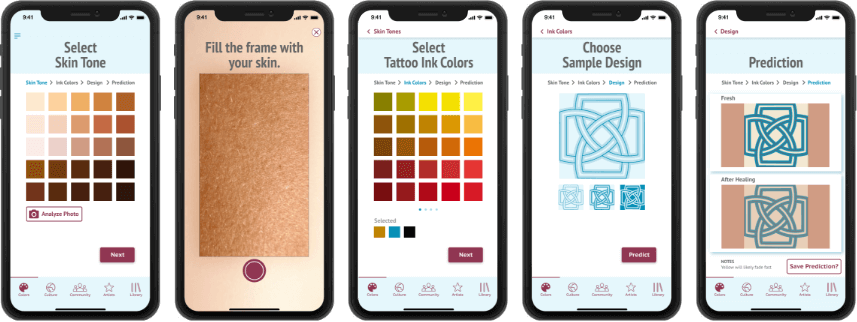 9:41
Select
Skin Tone
Skin Tone > Ink Colors > Design > Prediction
Analyze Photo
Next
Colors Culture Community Artists Library
9:41
Fill the frame with
your skin.
9:41
< Skin Tones
Select
Tattoo Ink Colors
Skin Tone > Ink Colors > Design > Prediction
Selected
Next
Colors Culture Community Artists Library
9:41
< Ink Colors
Choose
Sample Design
Skin Tone > Ink Colors > Design > Prediction
Predict
Colors Culture Community Artists Library
9:41
< Design
Prediction
Skin Tone > Ink Colors > Design > Prediction
Fresh
After Healing
NOTES
Yellow will likely fade fast
Save Prediction?
Colors Culture Community Artists Library